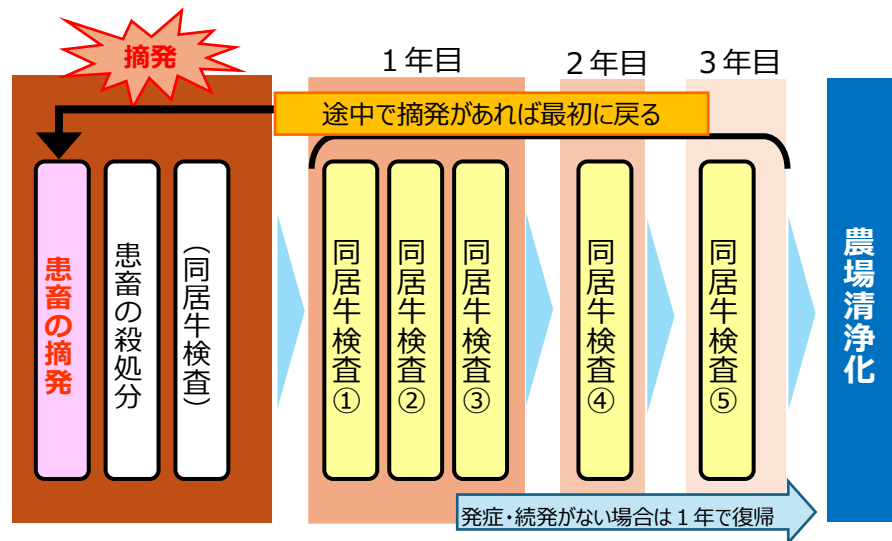 摘発
１年目
２年目
３年目
途中で摘発があれば最初に戻る
患畜の摘発
患畜の殺処分
（同居牛検査）
同居牛検査①
同居牛検査②
同居牛検査③
同居牛検査④
同居牛検査⑤
農場清浄化
発症・続発がない場合は１年で復帰